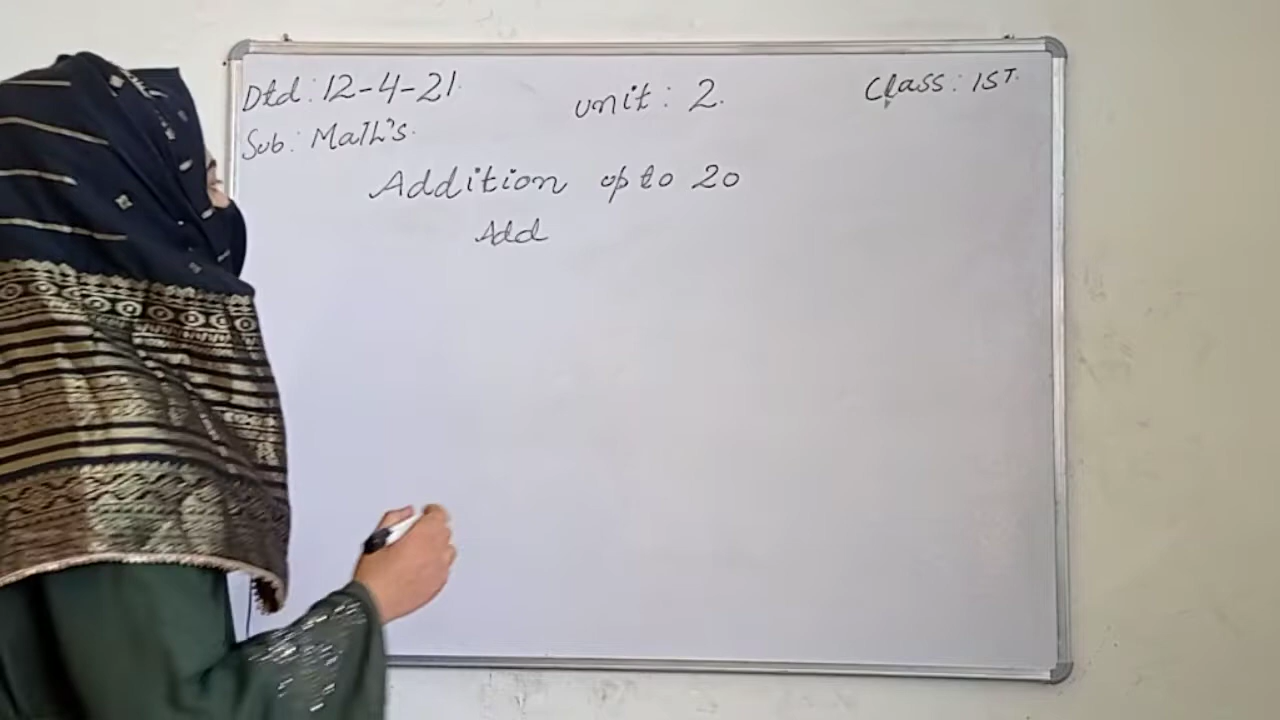 Dtd: 12-4-21 unit: 2. Class: 1ST.
Sub: Math's.
Addition upto 20
Add